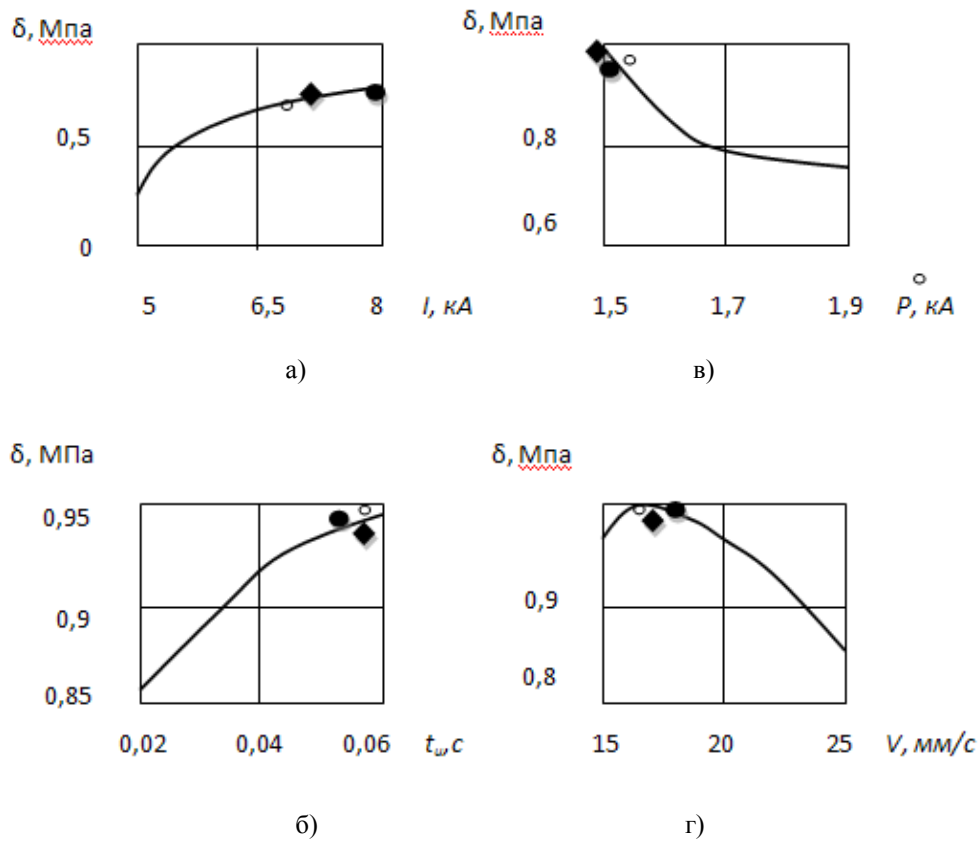 δ, Мпа
0,5
0
5 6,5 8 I, кА
а)
δ, Мпа
0,8
0,6
1,5 1,7 1,9 P, кА
в)
δ, МПа
0,95
0,9
0,85
0,02 0,04 0,06 tи,с
б)
δ, Мпа
0,9
0,8
15 20 25 V, мм/с
г)